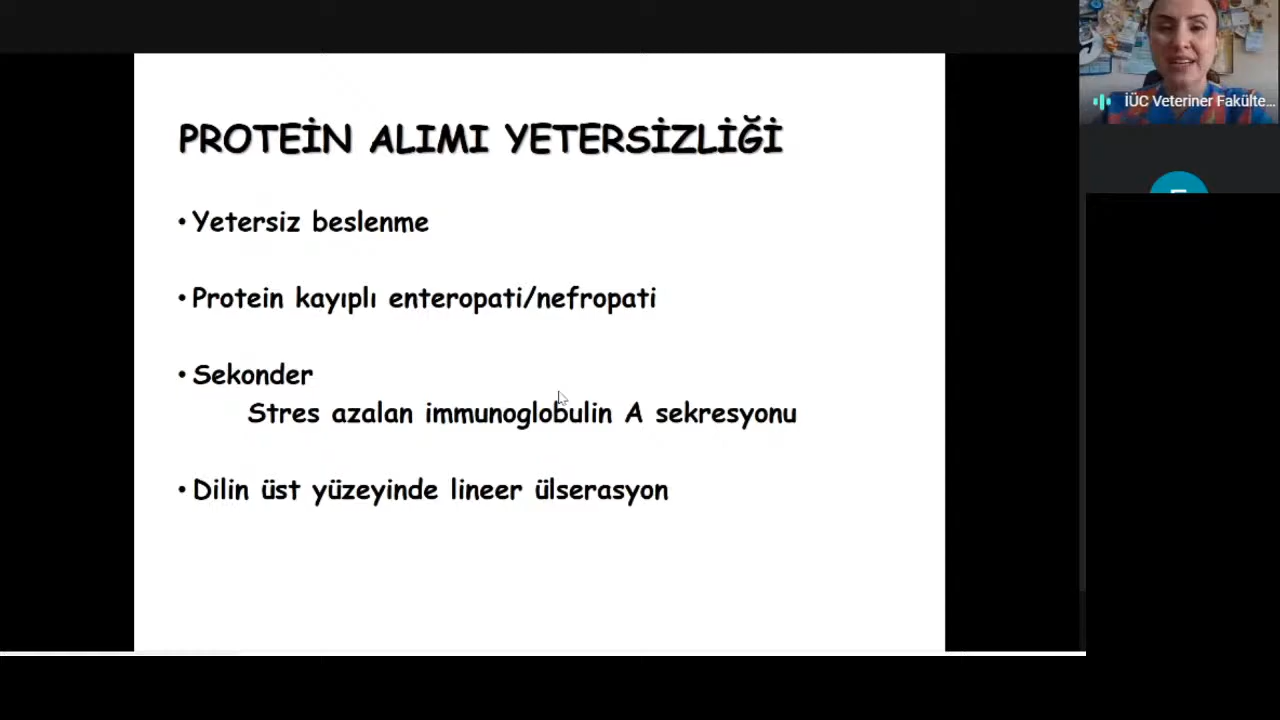 PROTEİN ALIMI YETERSİZLİĞİ
• Yetersiz beslenme
• Protein kayıplı enteropati/nefropati
• Sekonder
Stres azalan immunoglobulin A sekresyonu
• Dilin üst yüzeyinde lineer ülserasyon
İÜC Veteriner Fakülte...